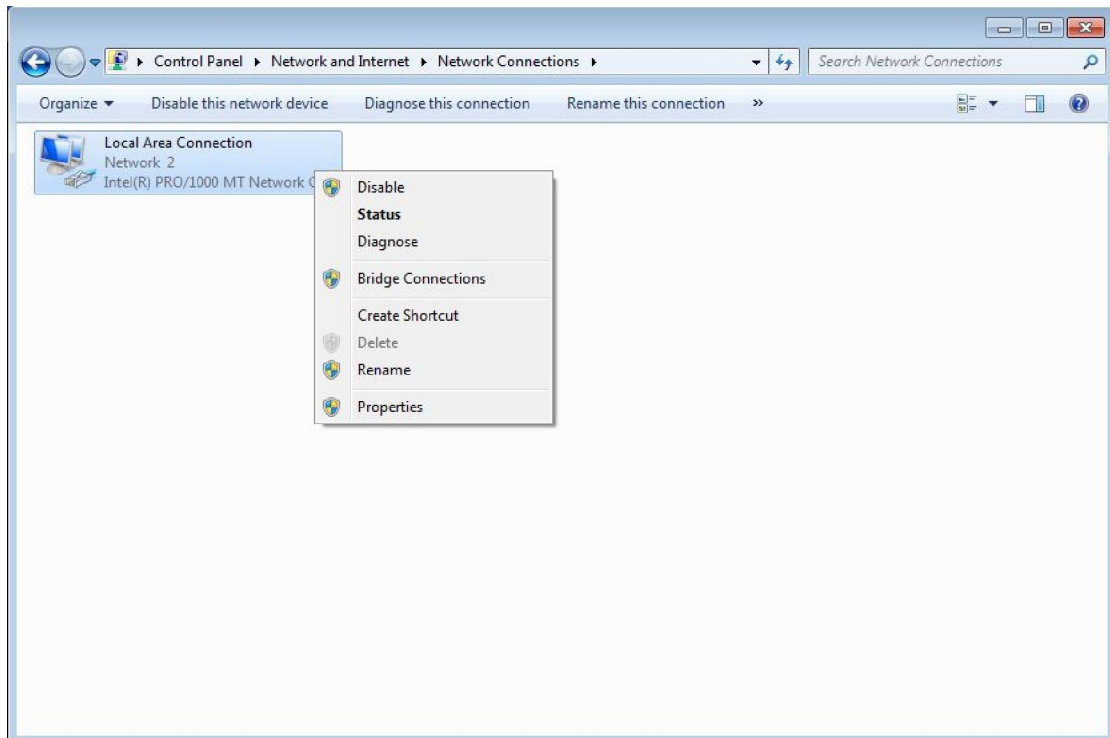 Control Panel Network and Internet Network Connections
Search Network Connections
Organize Disable this network device Diagnose this connection Rename this connection »
Local Area Connection
Network 2
Intel(R) PRO/1000 MT Network
Disable
Status
Diagnose
Bridge Connections
Create Shortcut
Delete
Rename
Properties